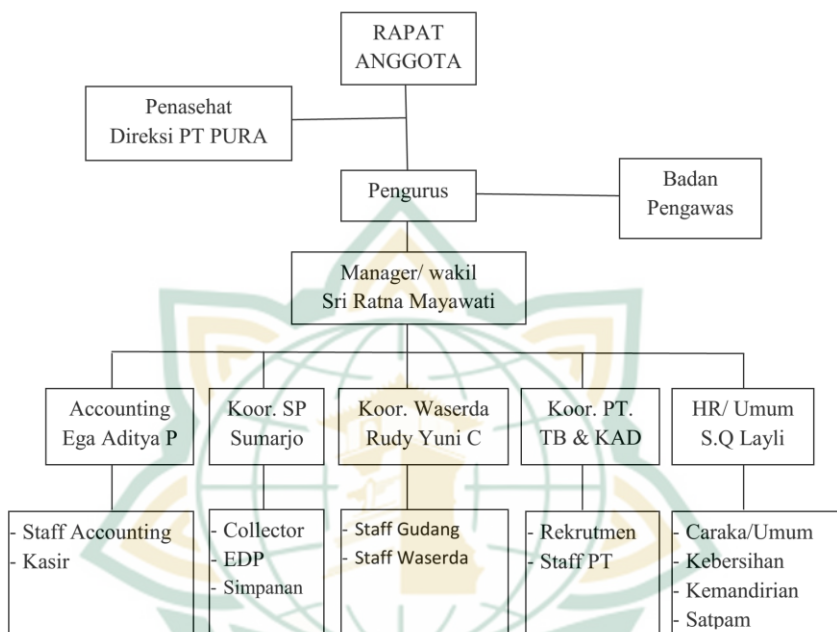 RAPAT
ANGGOTA
Penasehat
Direksi PT PURA
Pengurus
Badan
Pengawas
Manager/ wakil
Sri Ratna Mayawati
Accounting
Ega Aditya P
Koor. SP
Sumarjo
Koor. Waserda
Rudy Yuni C
Koor. PT.
TB & KAD
HR/ Umum
S.Q Layli
- Staff Accounting
- Kasir
- Collector
- EDP
- Simpanan
- Staff Gudang
- Staff Waserda
- Rekrutmen
- Staff PT
- Caraka/Umum
- Kebersihan
- Kemandirian
- Satpam